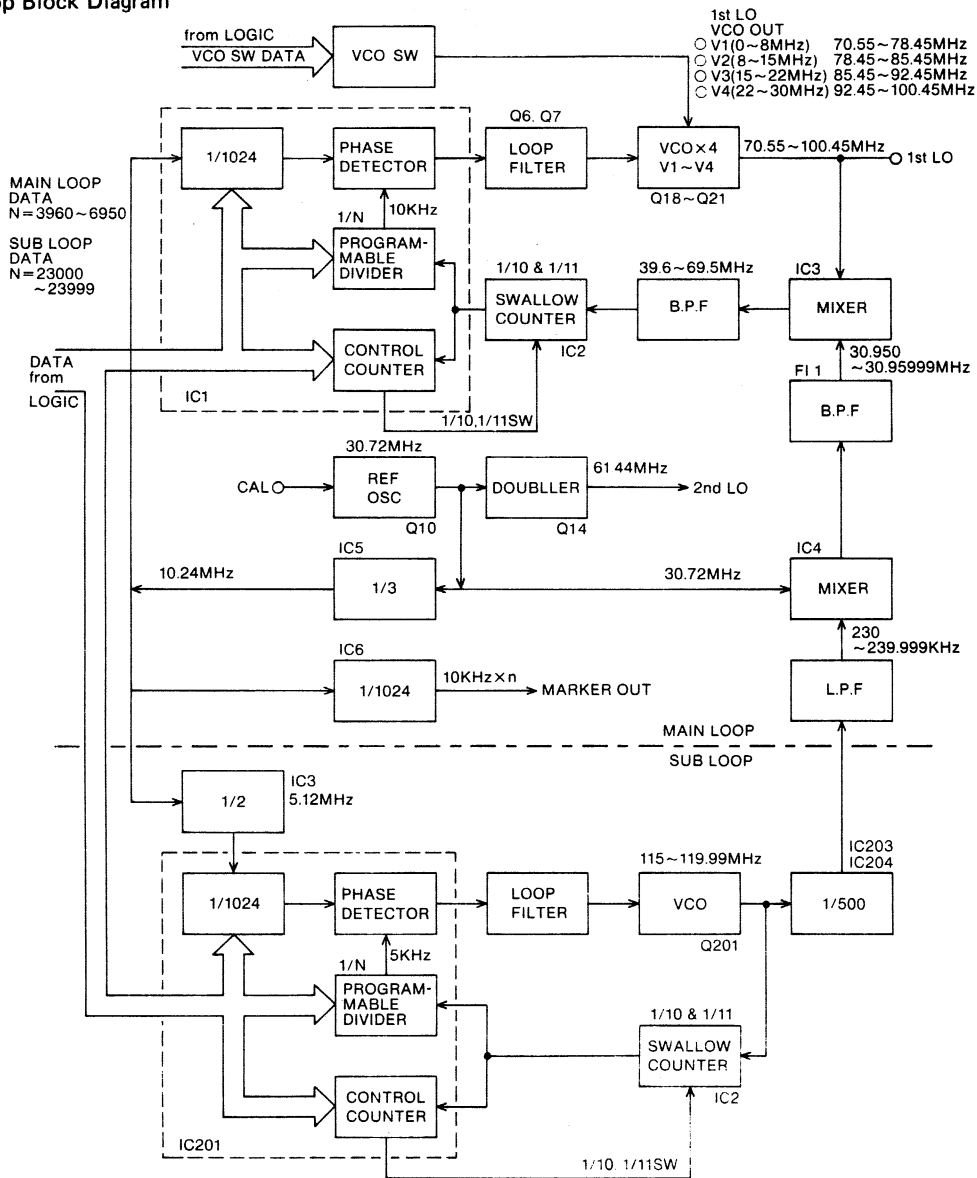 op Block Diagram
from LOGIC
VCO SW DATA
VCO SW
1st LO
VCO OUT
V1(0~8MHz) 70.55~78.45MHz
V2(8~15MHz) 78.45~85.45MHz
V3(15~22MHz) 85.45~92.45MHz
V4(22~30MHz) 92.45~100.45MHz
1/1024
PHASE
DETECTOR
Q6. Q7
LOOP
FILTER
VCO×4
V1~V4
Q18~Q21
70.55~100.45MHz
1st LO
MAIN LOOP
DATA
N=3960~6950
SUB LOOP
DATA
N=23000
~23999
10KHz
1/N
PROGRAM-
MABLE
DIVIDER
1/10 & 1/11
SWALLOW
COUNTER
IC2
39.6~69.5MHz
B.P.F
IC3
MIXER
CONTROL
COUNTER
IC1
1/10,1/11SW
30.950
~30.95999MHz
FI 1
B.P.F
DATA
from
LOGIC
30.72MHz
CAL
REF
OSC
Q10
DOUBLLER
Q14
61.44MHz
2nd LO
10.24MHz
IC5
1/3
30.72MHz
IC4
MIXER
230
~239.999KHz
IC6
1/1024
10KHz×n
MARKER OUT
L.P.F
MAIN LOOP
SUB LOOP
1/2
IC3
5.12MHz
1/1024
PHASE
DETECTOR
LOOP
FILTER
115~119.99MHz
VCO
Q201
IC203
IC204
1/500
5KHz
1/N
PROGRAM-
MABLE
DIVIDER
1/10 & 1/11
SWALLOW
COUNTER
IC2
CONTROL
COUNTER
IC201
1/10. 1/11SW